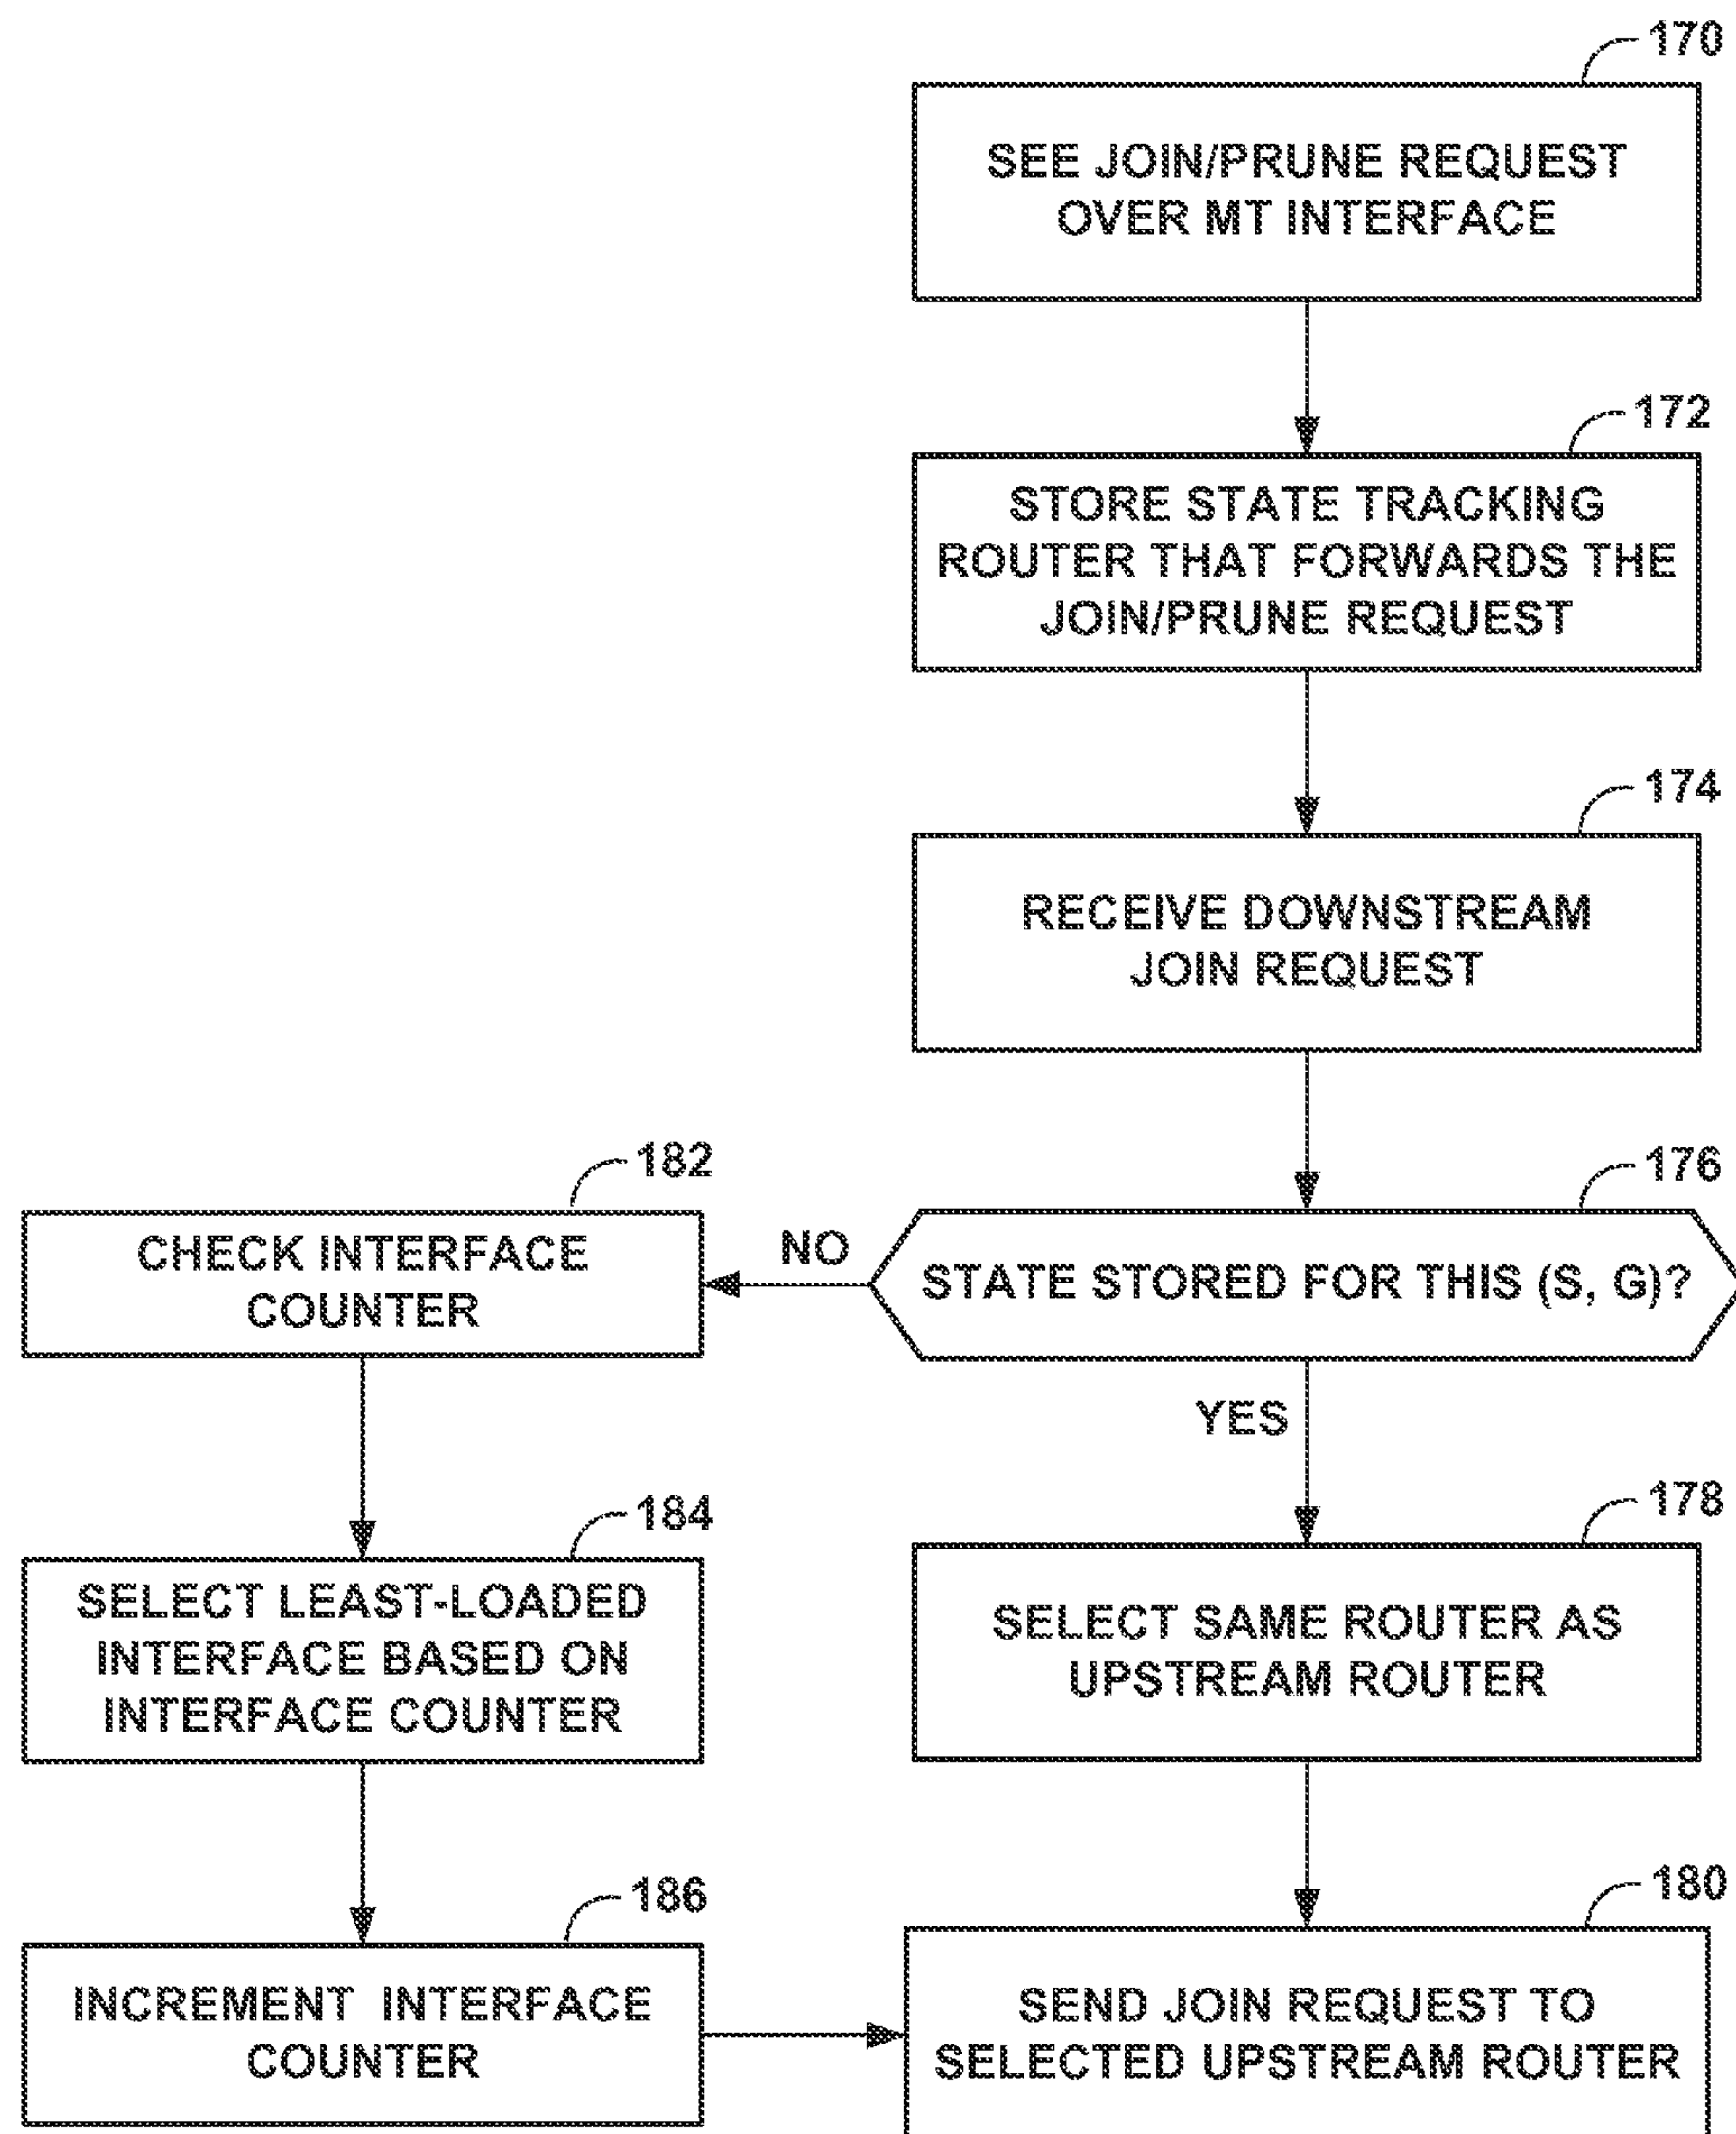 170
SEE JOIN/PRUNE REQUEST
OVER MT INTERFACE
172
STORE STATE TRACKING
ROUTER THAT FORWARDS THE
JOIN/PRUNE REQUEST
174
RECEIVE DOWNSTREAM
JOIN REQUEST
176
STATE STORED FOR THIS (S, G)?
NO
182
CHECK INTERFACE
COUNTER
YES
184
SELECT LEAST-LOADED
INTERFACE BASED ON
INTERFACE COUNTER
178
SELECT SAME ROUTER AS
UPSTREAM ROUTER
186
INCREMENT INTERFACE
COUNTER
180
SEND JOIN REQUEST TO
SELECTED UPSTREAM ROUTER